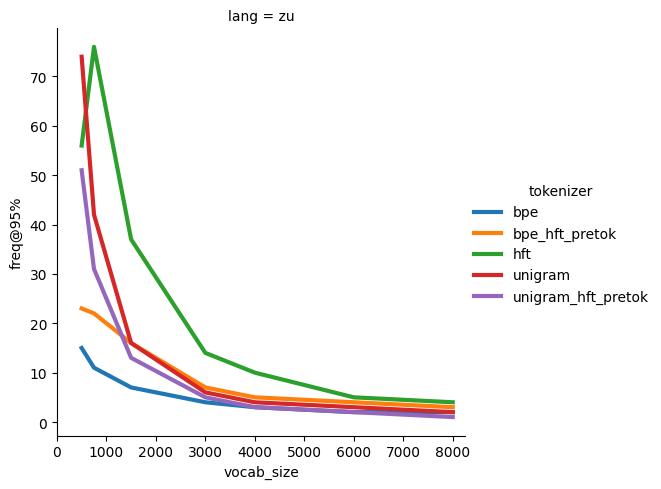 lang = zu
freq@95%
70
60
50
40
30
20
10
0
0 1000 2000 3000 4000 5000 6000 7000 8000
vocab_size
tokenizer
bpe
bpe_hft_pretok
hft
unigram
unigram_hft_pretok